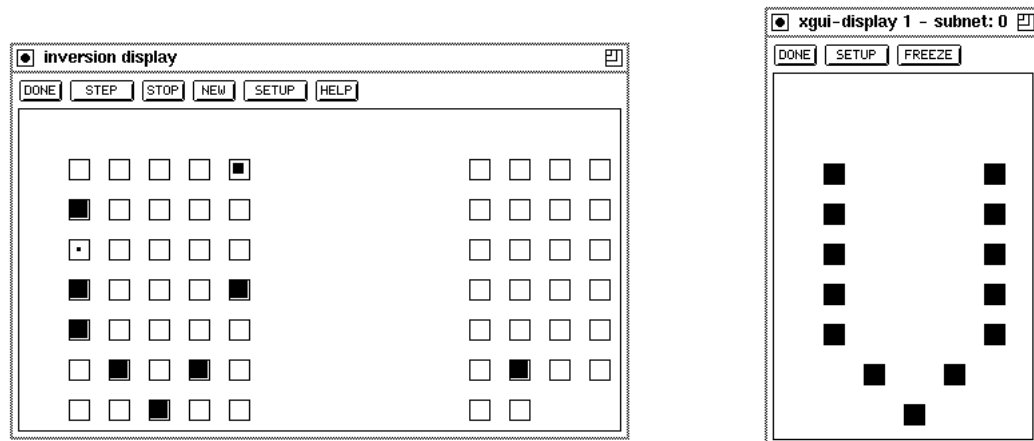 inversion display
DONE STEP STOP NEW SETUP HELP
xgui-display 1 - subnet: 0
DONE SETUP FREEZE